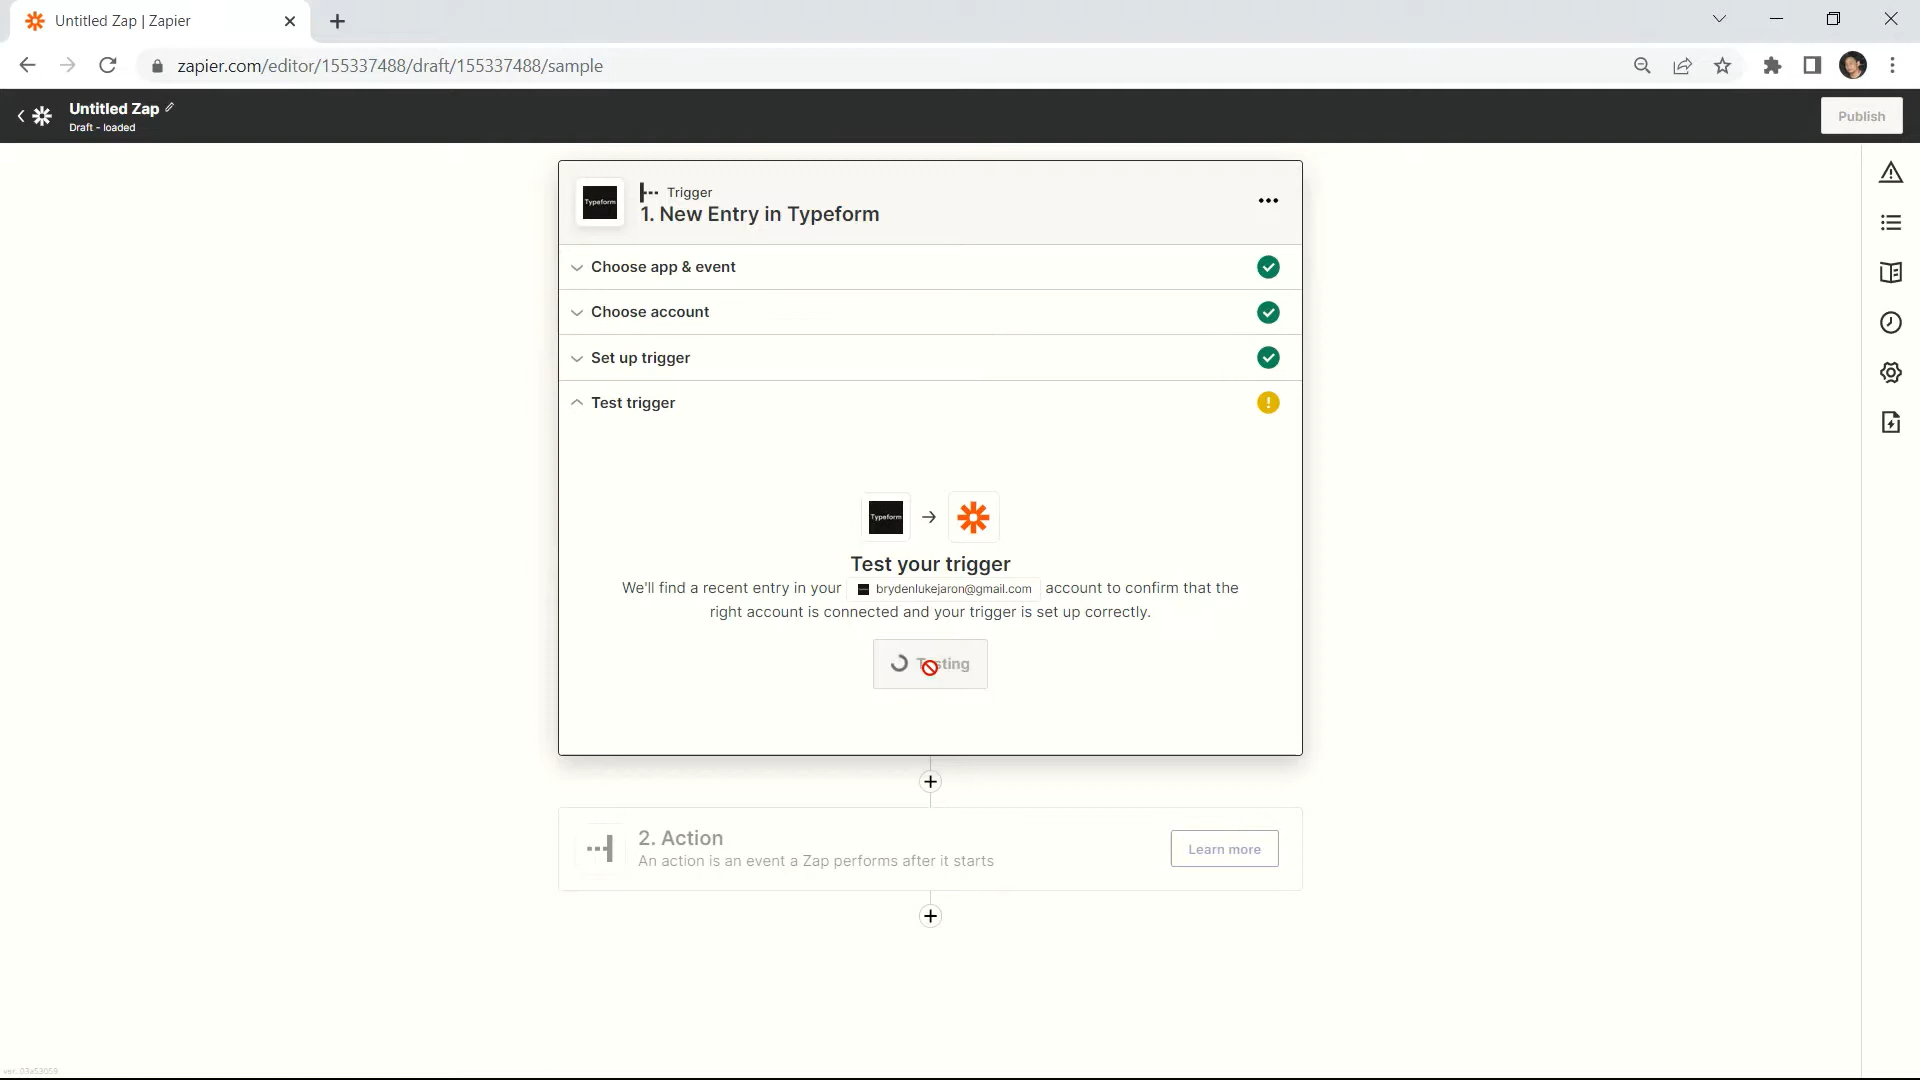 Untitled Zap | Zapier
zapier.com/editor/155337488/draft/155337488/sample
Untitled Zap
Draft - loaded
Publish
Typeform
Trigger
1. New Entry in Typeform
Choose app & event
Choose account
Set up trigger
Test trigger
Typeform
Test your trigger
We'll find a recent entry in your brydenlukejaron@gmail.com account to confirm that the
right account is connected and your trigger is set up correctly.
Testing
2. Action
An action is an event a Zap performs after it starts
Learn more